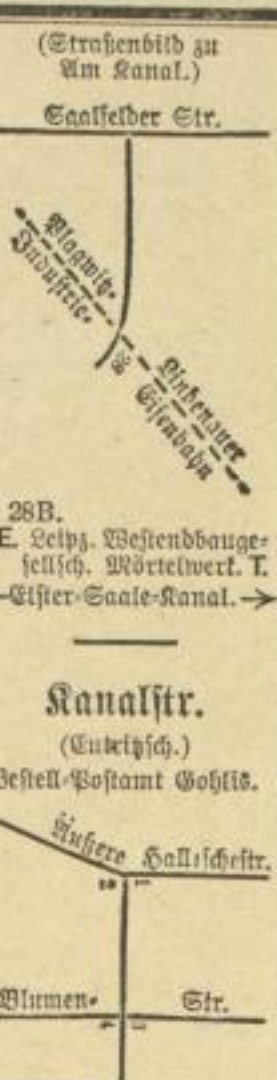 (Straßenbild zu
Am Kanal.)
Saalfelder Str.
Plagwitz-
Industrie-
Lindenauer
Eisenbahn
28B.
E. Leipz. Westendbauge-
sellsch. Mörtelwerk. T.
Elster-Saale-Kanal.
Kanalstr.
(Eutritzsch.)
Bestell-Postamt Gohlis.
Äußere Halleschestr.
Blumen- Str.